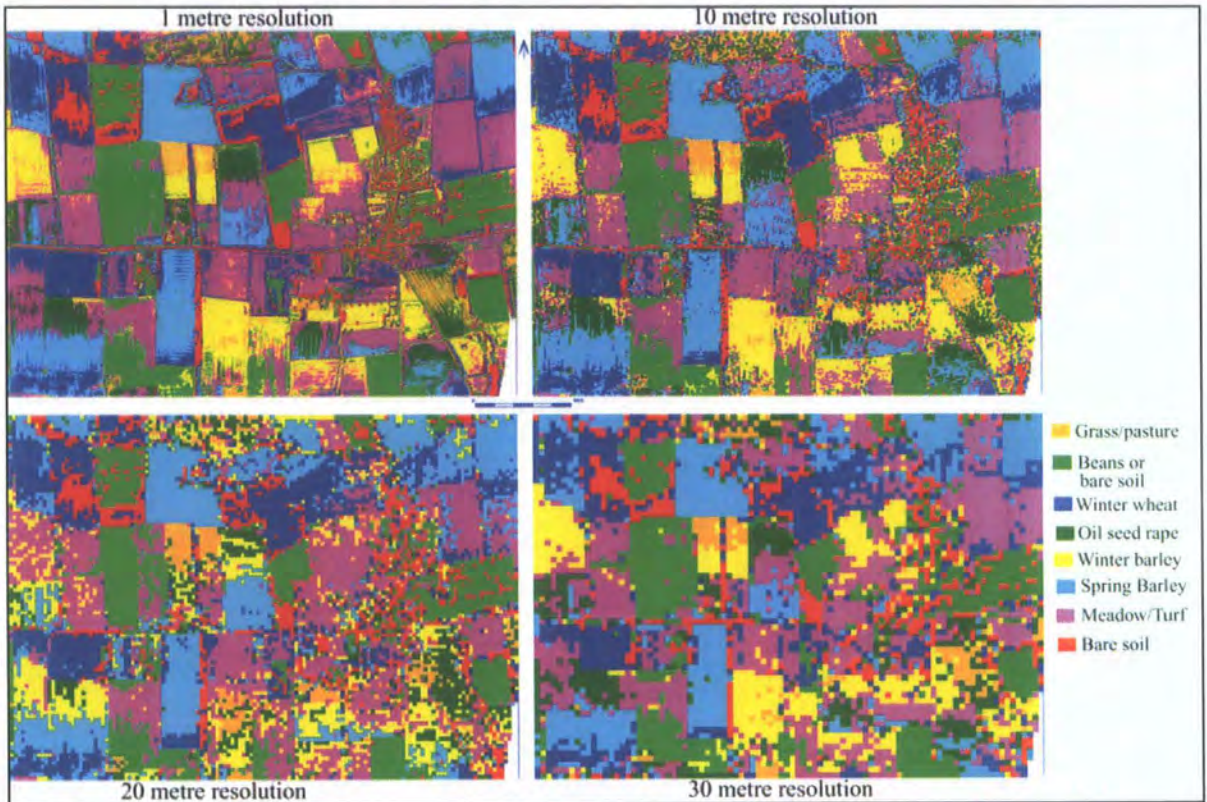 1 metre resolution
10 metre resolution
20 metre resolution
30 metre resolution
Grass/pasture
Beans or
bare soil
Winter wheat
Oil seed rape
Winter barley
Spring Barley
Meadow/Turf
Bare soil